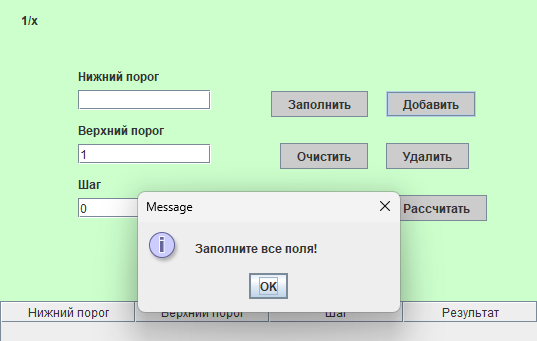 1/x
Нижний порог
Заполнить
Добавить
Верхний порог
1
Очистить
Удалить
Шаг
0
Рассчитать
Message
Заполните все поля!
OK
Нижний порог Верхний порог Шаг Результат